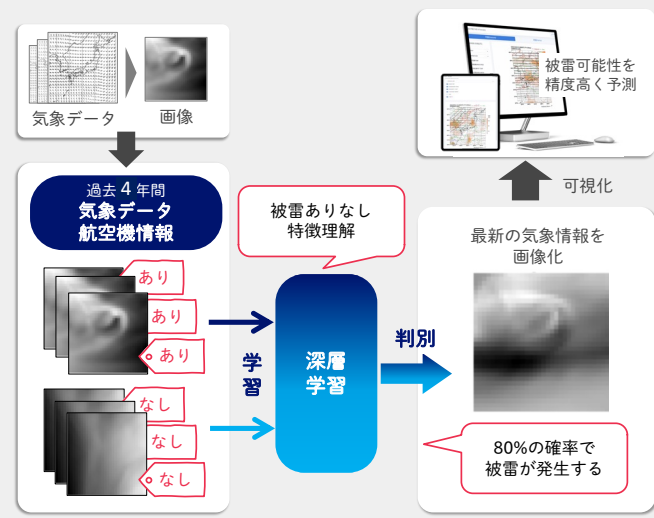 気象データ
画像
過去4年間
気象データ
航空機情報
あり
あり
あり
なし
なし
なし
学習
被雷ありなし
特徴理解
深層
学習
判別
最新の気象情報を
画像化
80%の確率で
被雷が発生する
可視化
被雷可能性を
精度高く予測